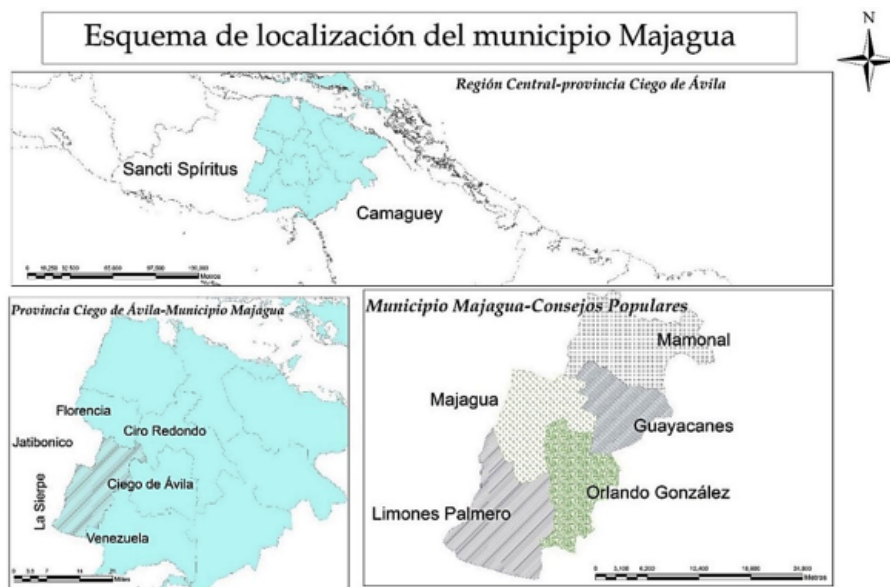 Esquema de localización del municipio Majagua
N
Región Central-provincia Ciego de Ávila
Sancti Spíritus
Camaguey
Provincia Ciego de Ávila-Municipio Majagua
Florencia
Ciro Redondo
Jatibonico
Ciego de Ávila
La Sierpe
Venezuela
Municipio Majagua-Consejos Populares
Mamonal
Majagua
Guayacanes
Orlando González
Limones Palmero